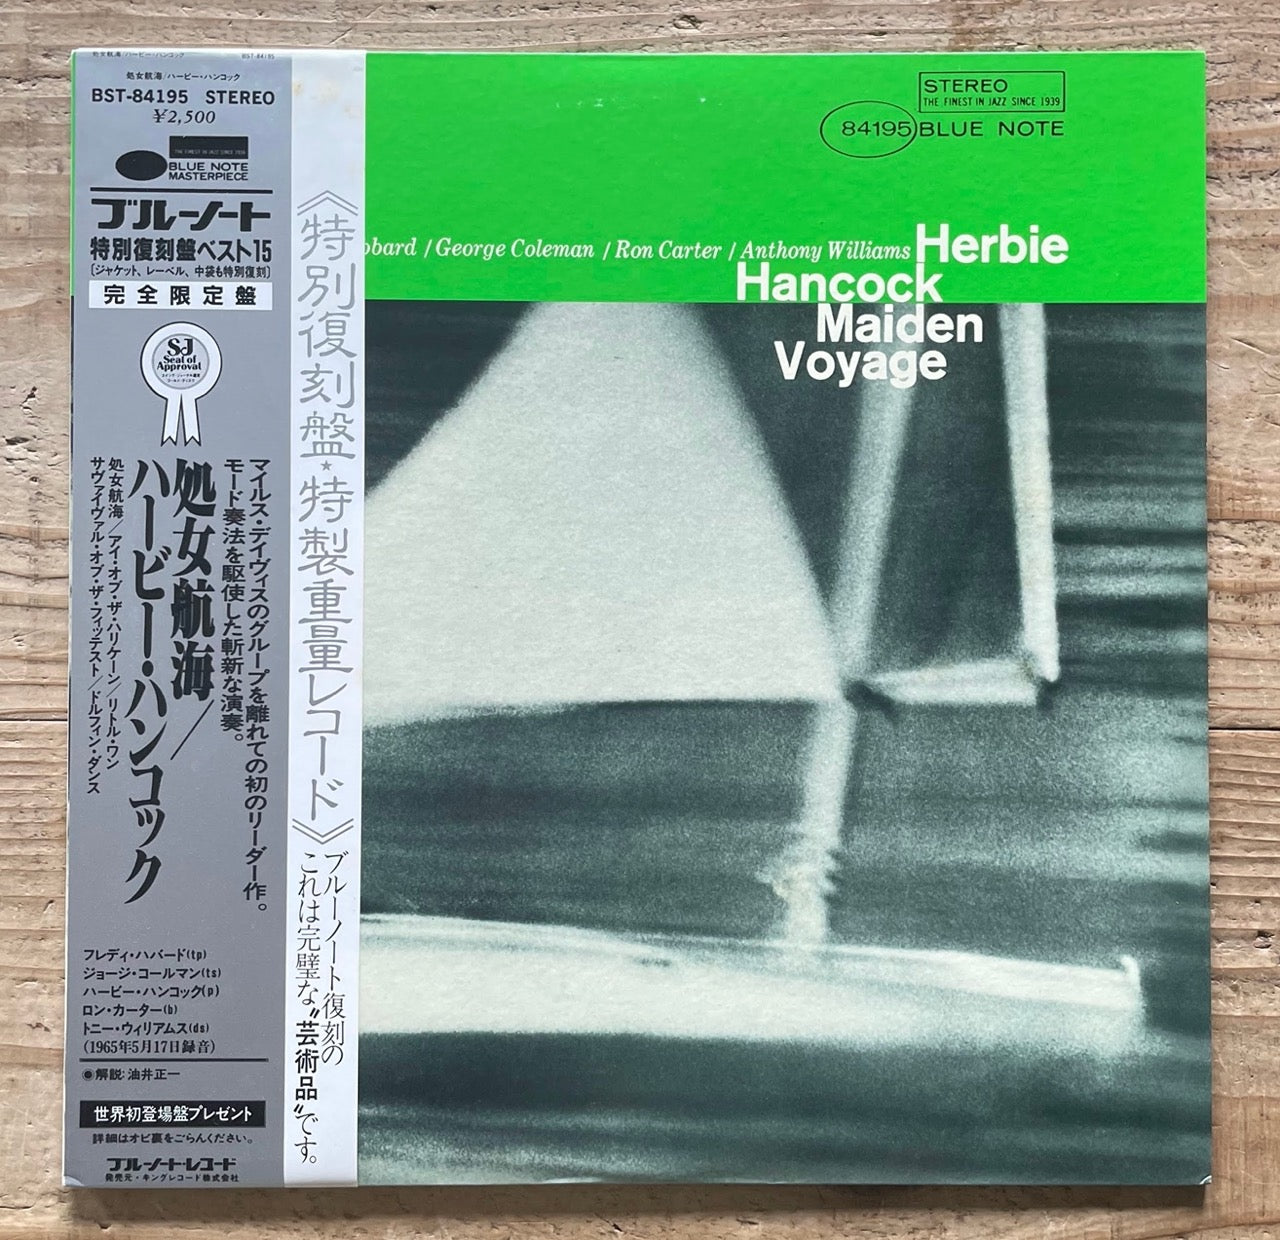 処女航海/ハービー・ハンコック
BST-84195
処女航海/ハービー・ハンコック
BST-84195 STEREO
¥2,500
THE FINEST IN JAZZ SINCE 1939
BLUE NOTE
MASTERPIECE
ブルーノート
特別復刻盤ベスト15
〔ジャケット、レーベル、中袋も特別復刻〕
完全限定盤
SJ
Seal of
Approval
マイルス・デイヴィスのグループを離れての初のリーダー作。
モード奏法を駆使した斬新な演奏。
処女航海/
ハービー・ハンコック
処女航海/アイ・オブ・ザ・ハリケーン/リトル・ワン
サヴァイヴァル・オブ・ザ・フィッテスト/ドルフィン・ダンス
フレディ・ハバード(tp)
ジョージ・コールマン(ts)
ハービー・ハンコック(p)
ロン・カーター(b)
トニー・ウィリアムス(ds)
(1965年5月17日録音)
◉解説:油井正一
世界初登場盤プレゼント
詳細はオビ裏をごらんください。
ブルーノート・レコード
発売元・キングレコード株式会社
《特別復刻盤★特製重量レコード》
ブルーノート復刻の
これは完璧な〝芸術品〟です。
STEREO
THE FINEST IN JAZZ SINCE 1939
84195 BLUE NOTE
bbard / George Coleman / Ron Carter / Anthony Williams Herbie
Hancock
Maiden
Voyage